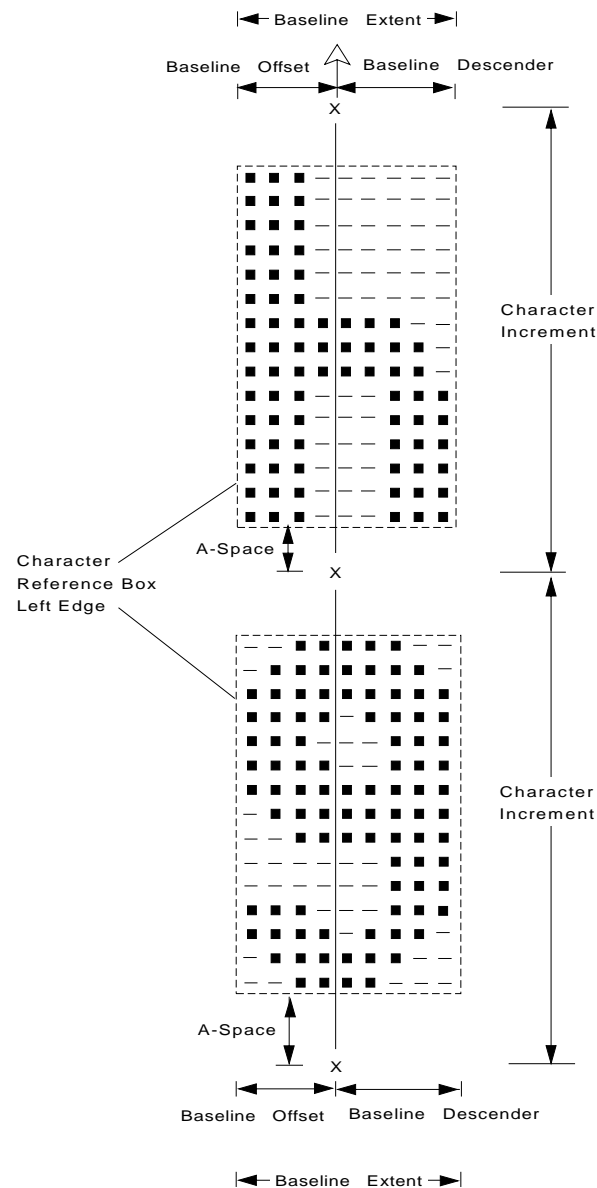 Baseline Extent
Baseline Offset Baseline Descender
X
Character
Increment
A-Space
X
Character
Reference Box
Left Edge
Character
Increment
A-Space
X
Baseline Offset Baseline Descender
Baseline Extent